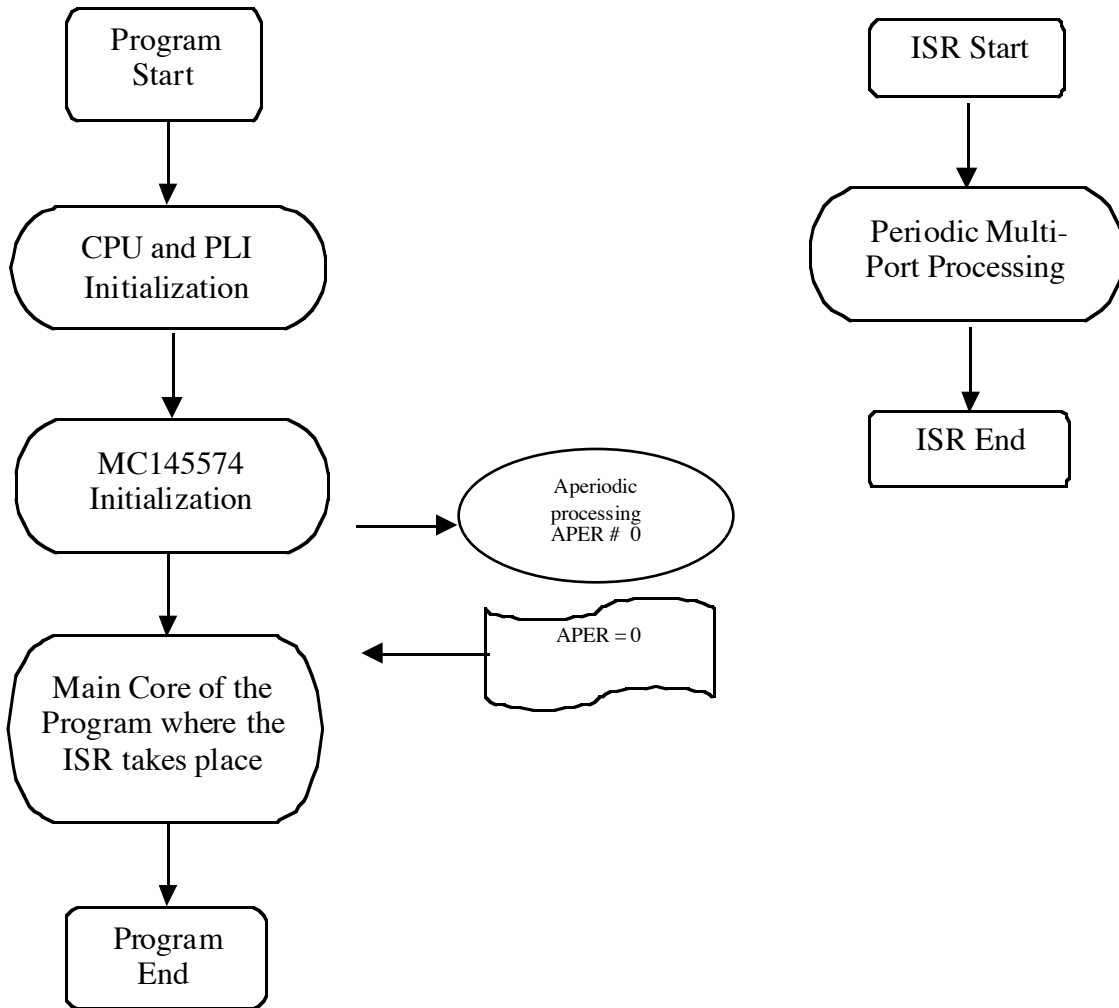 Program
Start
CPU and PLI
Initialization
MC145574
Initialization
Aperiodic
processing
APER # 0
APER = 0
Main Core of the
Program where the
ISR takes place
Program
End
ISR Start
Periodic Multi-
Port Processing
ISR End